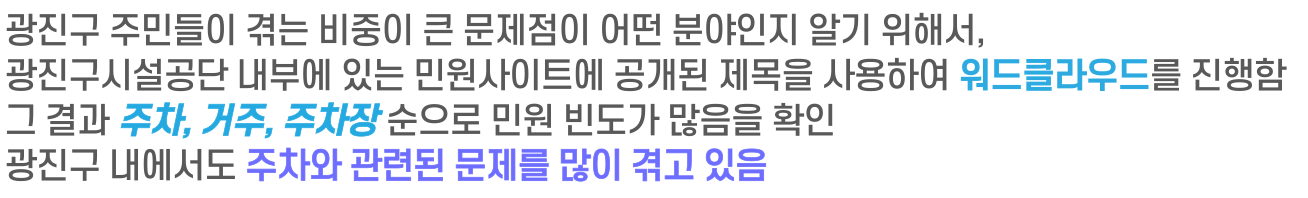 광진구 주민들이 겪는 비중이 큰 문제점이 어떤 분야인지 알기 위해서,
광진구시설공단 내부에 있는 민원사이트에 공개된 제목을 사용하여 워드클라우드를 진행함
그 결과 주차, 거주, 주차장 순으로 민원 빈도가 많음을 확인
광진구 내에서도 주차와 관련된 문제를 많이 겪고 있음